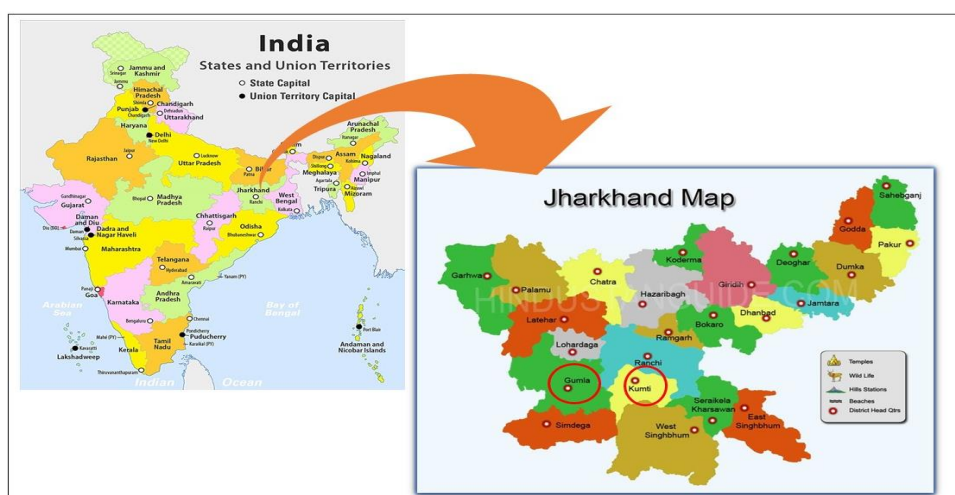 India
States and Union Territories
State Capital
Union Territory Capital
Jammu and
Kashmir
Srinagar
Jammu
Himachal
Pradesh
Shimla
Punjab
Chandigarh
Chandigarh
Dehradun
Uttarakhand
Haryana
Delhi
New Delhi
Rajasthan
Jaipur
Lucknow
Uttar Pradesh
Bihar
Patna
Arunachal
Pradesh
Itanagar
Dispur
Assam
Nagaland
Kohima
Shillong
Meghalaya
Imphal
Manipur
Agartala
Tripura
Aizawl
Mizoram
Jharkhand
Ranchi
West
Bengal
Kolkata
Gandhinagar
Gujarat
Bhopal
Madhya
Pradesh
Chhattisgarh
Raipur
Odisha
Bhubaneshwar
Daman
and Diu
Diu (DD)
Daman
Silvassa
Dadra and
Nagar Haveli
Mumbai
Maharashtra
Telangana
Hyderabad
Amaravati
Yanam (PY)
Panaji
Goa
Karnataka
Andhra
Pradesh
Arabian
Sea
Bay of
Bengal
Bengaluru
Chennai
Mahé (PY)
Pondicherry
Puducherry
Karaikal (PY)
Tamil
Nadu
Kerala
Kavaratti
Lakshadweep
Thiruvananthapuram
Port Blair
Andaman and
Nicobar Islands
Indian Ocean
Jharkhand Map
Sahebganj
Godda
Pakur
Koderma
Deoghar
Dumka
Garhwa
Palamu
Chatra
Giridih
Hazaribagh
Jamtara
Latehar
Bokaro
Dhanbad
Ramgarh
Lohardaga
Ranchi
Gumla
Kumti
Seraikela
Kharsawan
East
Singhbhum
Simdega
West
Singhbhum
Temples
Wild Life
Hills Stations
Beaches
District Head Qtrs